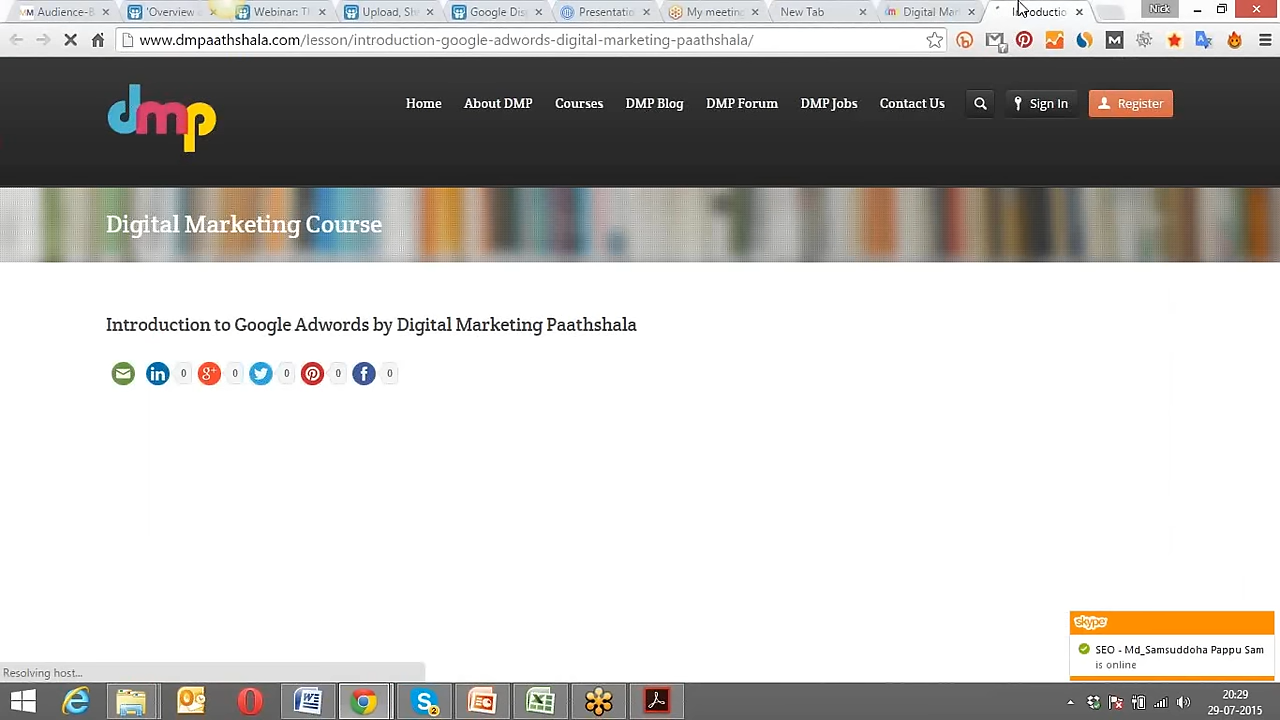 Audience-B
'Overview
Webinar: Th
Upload, Sh
Google Dis
Presentatio
My meetin
New Tab
Digital Mar
Introductio
Nick
www.dmpaathshala.com/lesson/introduction-google-adwords-digital-marketing-paathshala/
dmp
Home
About DMP
Courses
DMP Blog
DMP Forum
DMP Jobs
Contact Us
Sign In
Register
Digital Marketing Course
Introduction to Google Adwords by Digital Marketing Paathshala
0 0 0 0 0
skype
SEO - Md_Samsuddoha Pappu Sam
is online
Resolving host...
2
20:29
29-07-2015